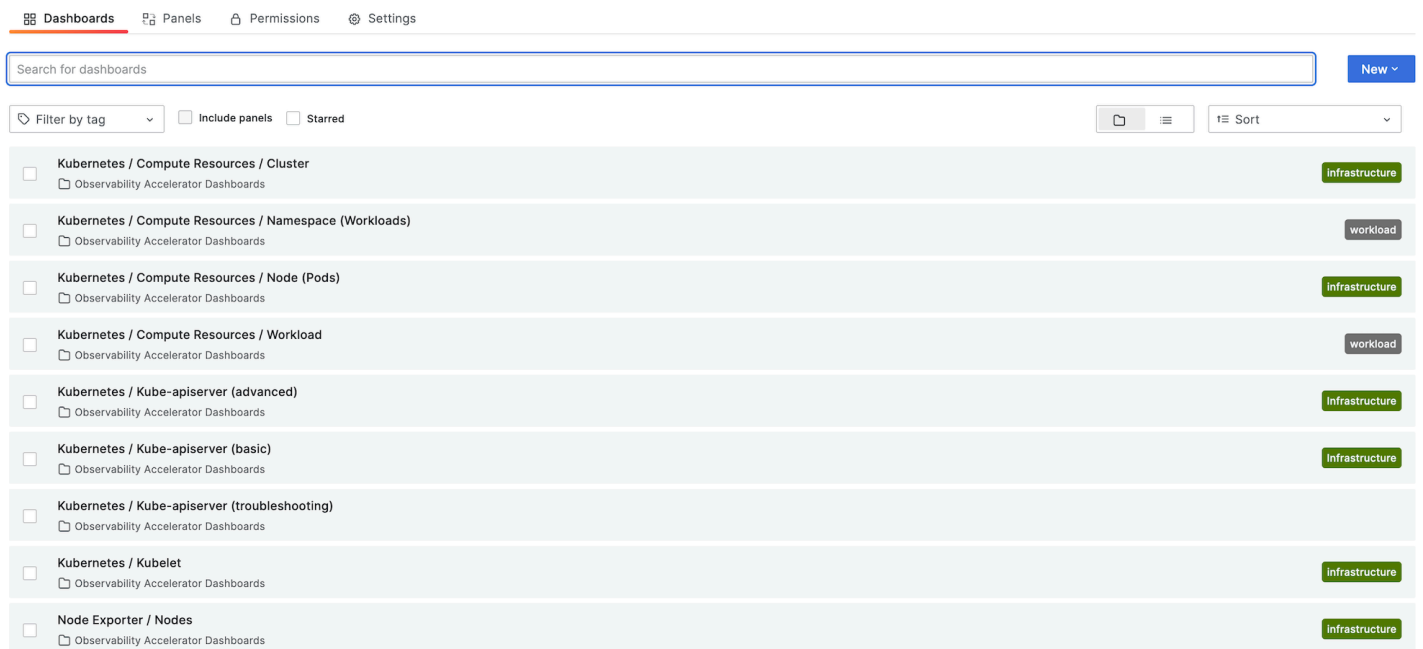 Dashboards Panels Permissions Settings
Search for dashboards New
Filter by tag Include panels Starred Sort
Kubernetes / Compute Resources / Cluster
Observability Accelerator Dashboards infrastructure
Kubernetes / Compute Resources / Namespace (Workloads)
Observability Accelerator Dashboards workload
Kubernetes / Compute Resources / Node (Pods)
Observability Accelerator Dashboards infrastructure
Kubernetes / Compute Resources / Workload
Observability Accelerator Dashboards workload
Kubernetes / Kube-apiserver (advanced)
Observability Accelerator Dashboards Infrastructure
Kubernetes / Kube-apiserver (basic)
Observability Accelerator Dashboards Infrastructure
Kubernetes / Kube-apiserver (troubleshooting)
Observability Accelerator Dashboards
Kubernetes / Kubelet
Observability Accelerator Dashboards infrastructure
Node Exporter / Nodes
Observability Accelerator Dashboards infrastructure